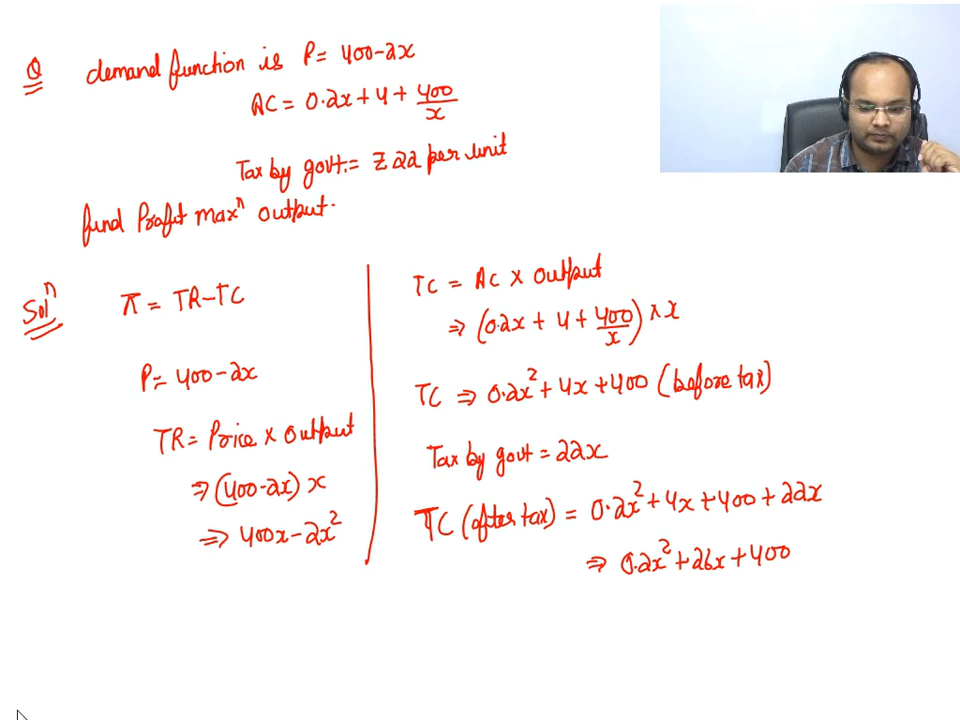 Q demand function is P = 400-2x
AC = 0.2x + 4 + 400/x
Tax by govt. = ₹22 per unit
find Profit maxⁿ output.
Solⁿ
π = TR-TC
P = 400-2x
TR = Price × Output
⇒ (400-2x) x
⇒ 400x-2x²
TC = AC × Output
⇒ (0.2x + 4 + 400/x) × x
TC ⇒ 0.2x² + 4x + 400 (before tax)
Tax by govt = 22x
TC (after tax) = 0.2x² + 4x + 400 + 22x
⇒ 0.2x² + 26x + 400